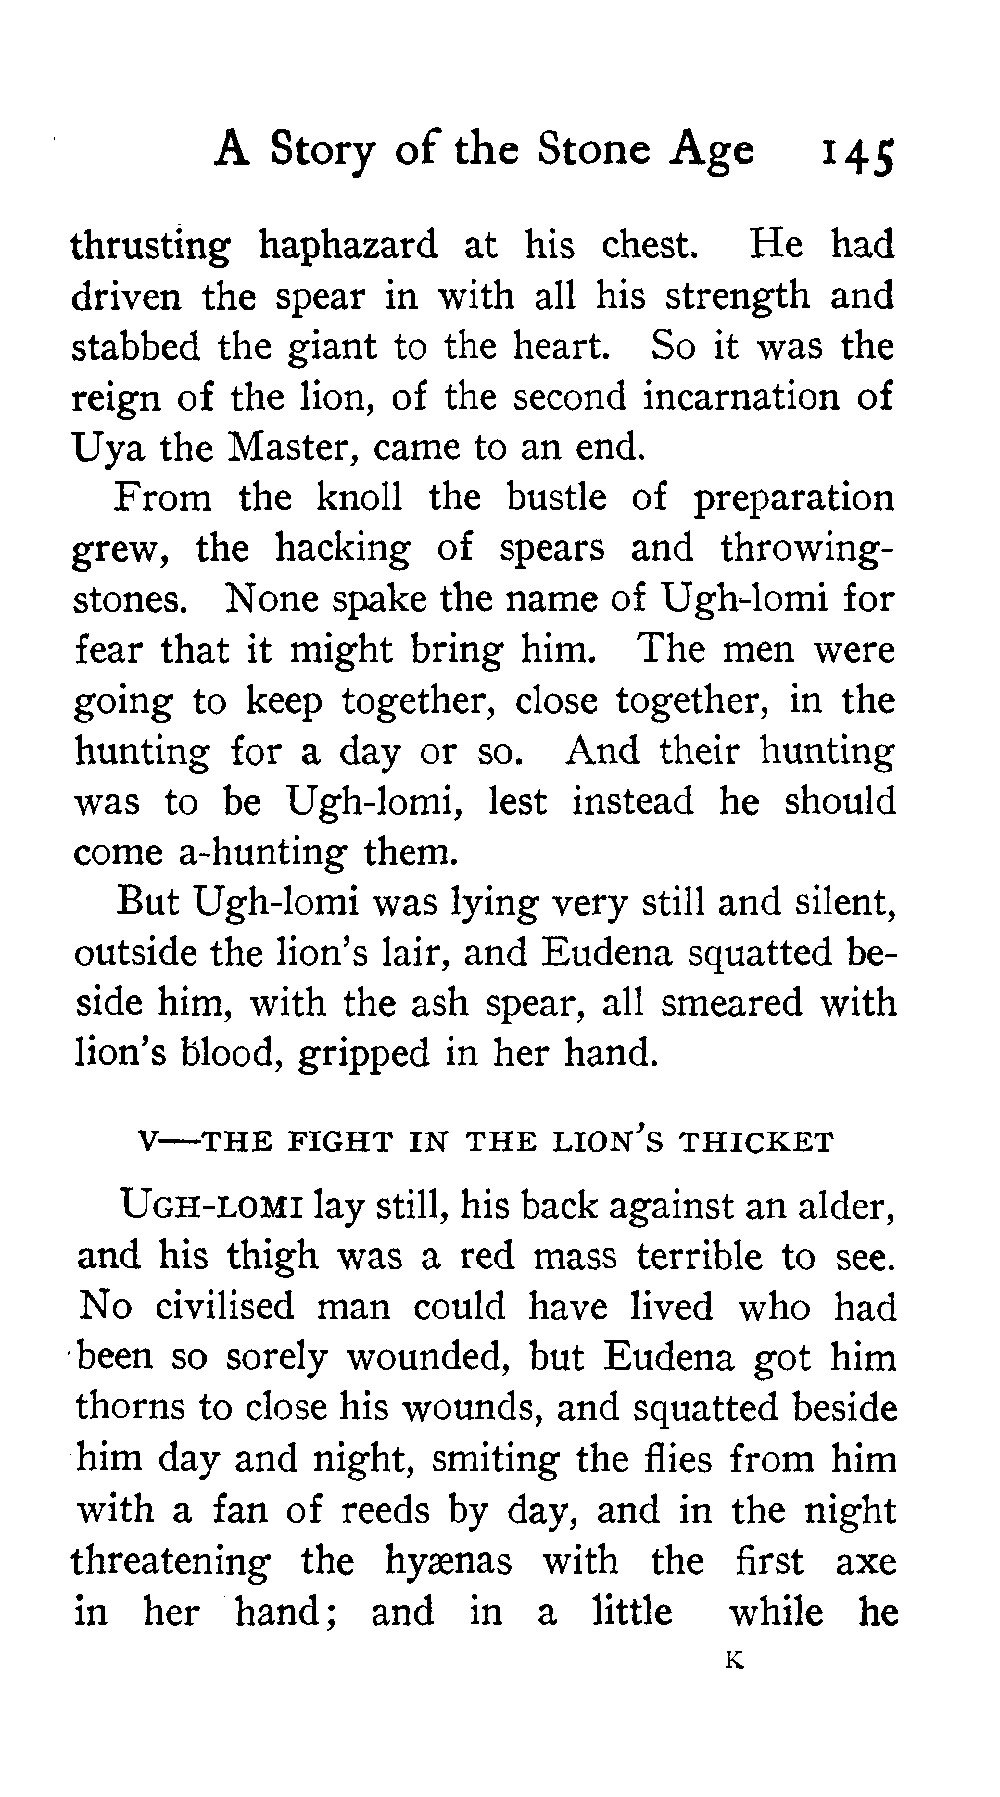 A Story of the Stone Age 145
thrusting haphazard at his chest. He had
driven the spear in with all his strength and
stabbed the giant to the heart. So it was the
reign of the lion, of the second incarnation of
Uya the Master, came to an end.
From the knoll the bustle of preparation
grew, the hacking of spears and throwing-
stones. None spake the name of Ugh-lomi for
fear that it might bring him. The men were
going to keep together, close together, in the
hunting for a day or so. And their hunting
was to be Ugh-lomi, lest instead he should
come a-hunting them.
But Ugh-lomi was lying very still and silent,
outside the lion's lair, and Eudena squatted be-
side him, with the ash spear, all smeared with
lion's blood, gripped in her hand.
V—THE FIGHT IN THE LION'S THICKET
UGH-LOMI lay still, his back against an alder,
and his thigh was a red mass terrible to see.
No civilised man could have lived who had
been so sorely wounded, but Eudena got him
thorns to close his wounds, and squatted beside
him day and night, smiting the flies from him
with a fan of reeds by day, and in the night
threatening the hyænas with the first axe
in her hand; and in a little while he
K